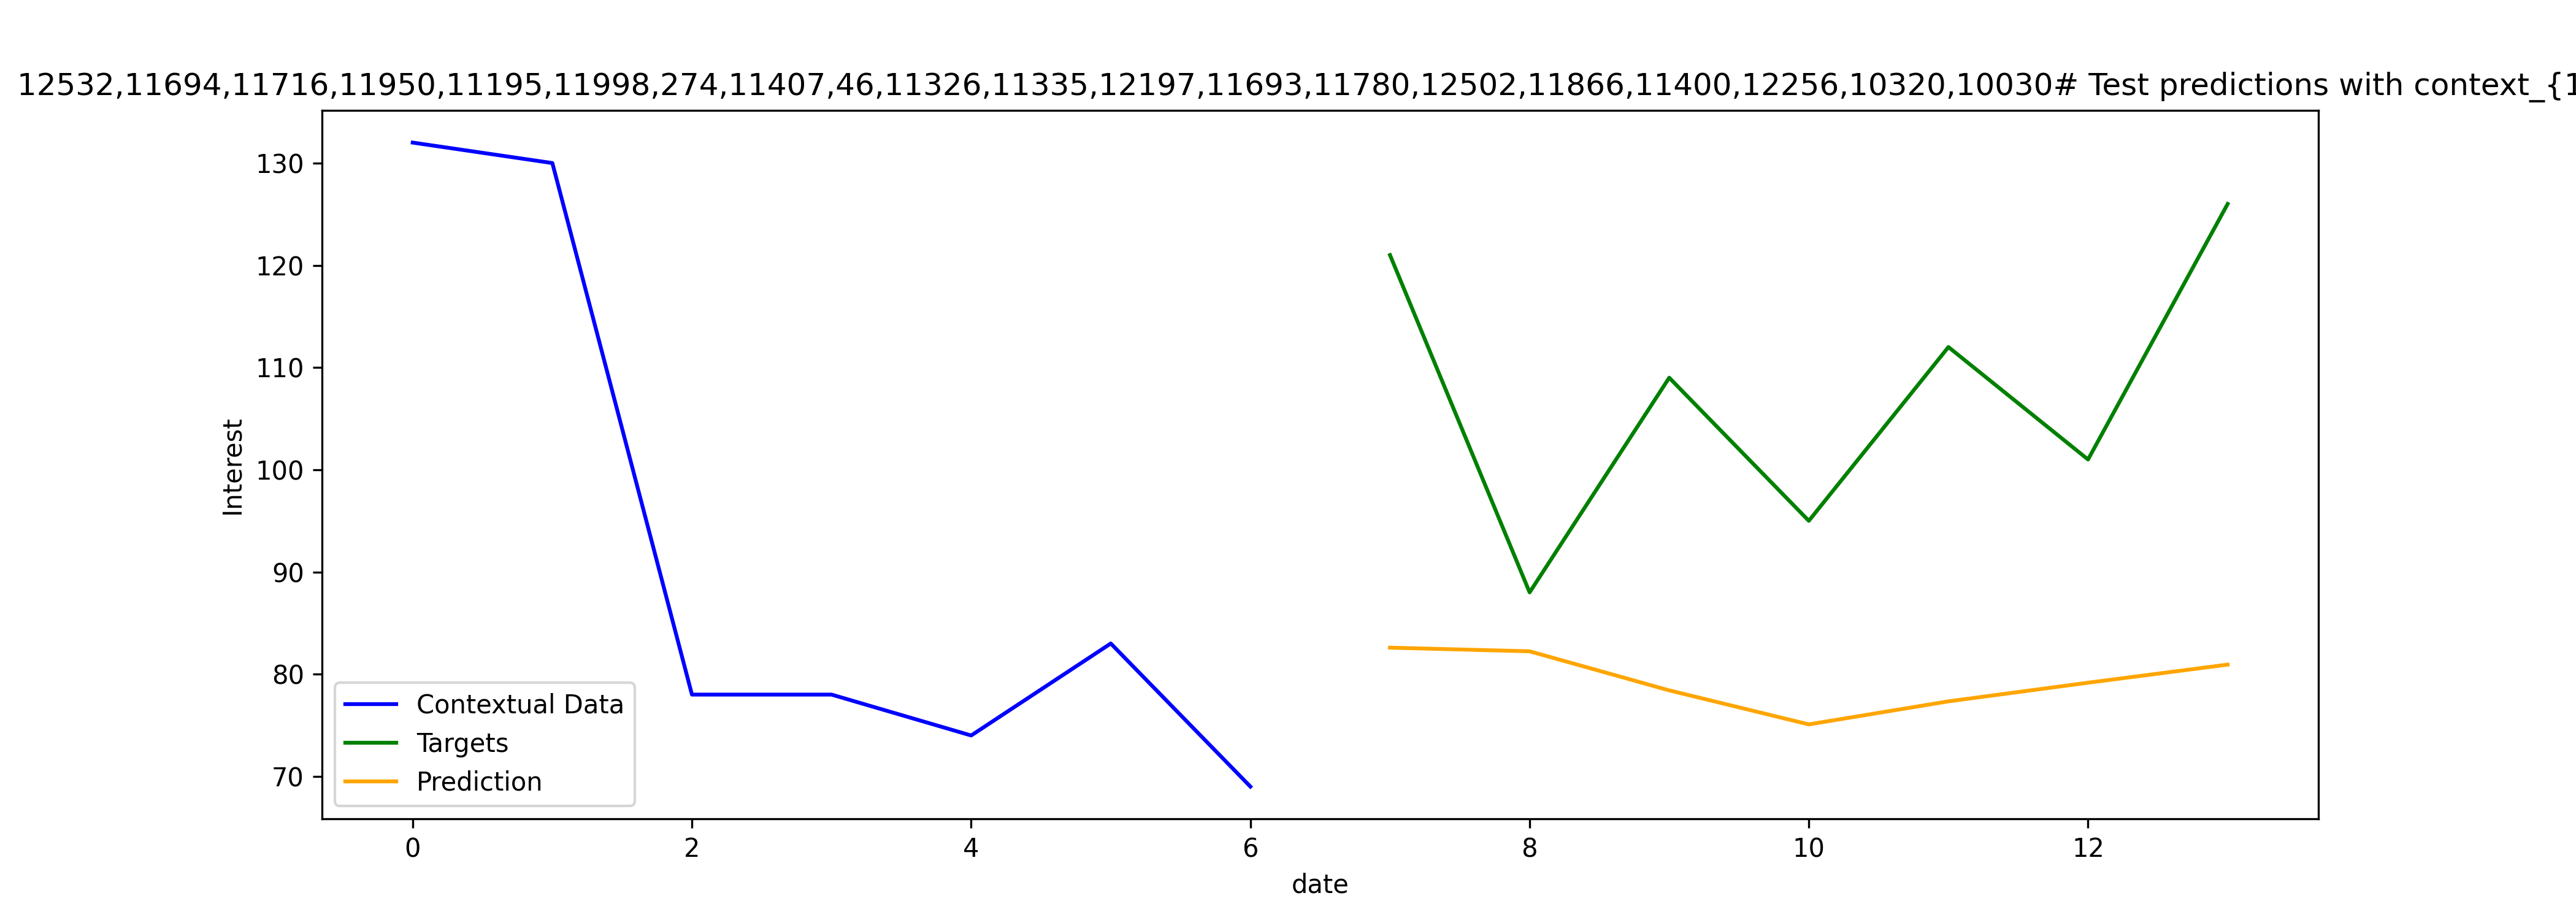 12532,11694,11716,11950,11195,11998,274,11407,46,11326,11335,12197,11693,11780,12502,11866,11400,12256,10320,10030# Test predictions with context_{1
130
120
110
100
90
80
70
Interest
Contextual Data
Targets
Prediction
0 2 4 6 8 10 12
date